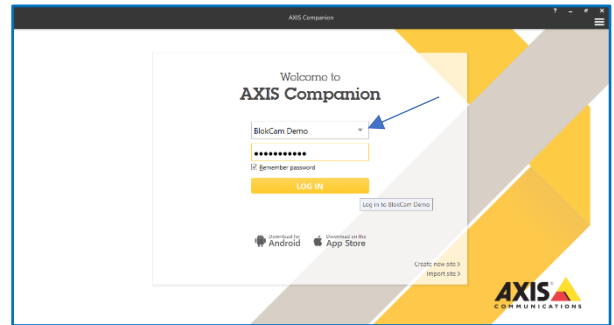 AXIS Companion
Welcome to
AXIS Companion
BlokCam Demo
•••••••••••
Remember password
LOG IN
Log in to BlokCam Demo
Download for
Android
Download on the
App Store
Create new site >
Import site >
AXIS
COMMUNICATIONS